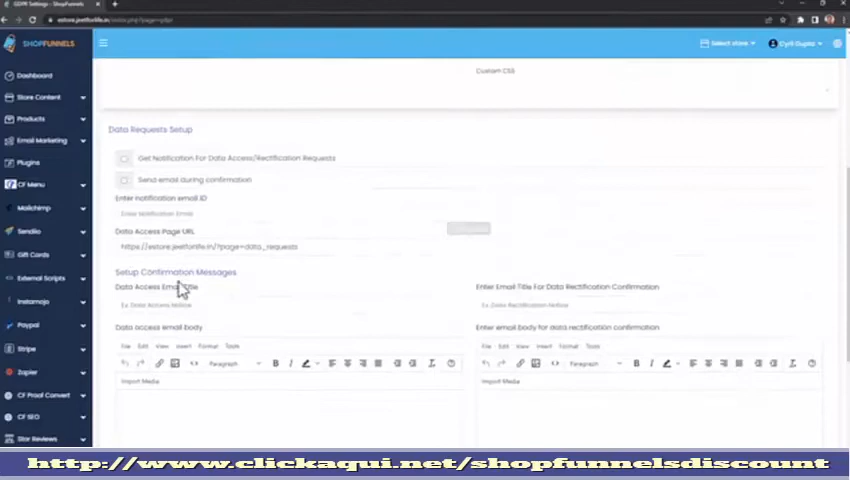 GDPR Settings - ShopFunnels
SHOPFUNNELS
Select store
Cyril Gupta
Dashboard
Store Content
Products
Email Marketing
Plugins
CF Menu
Mailchimp
Sendiio
Gift Cards
External Scripts
Instamojo
Paypal
Stripe
Zapier
CF Proof Convert
CF SEO
Star Reviews
Custom CSS
Data Requests Setup
Get Notification For Data Access/Rectification Requests
Send email during confirmation
Enter notification email ID
Enter Notification Email
Data Access Page URL
https://estore.jeetforlife.in/?page=data_requests
Setup Confirmation Messages
Data Access Email Title
Enter Email Title For Data Rectification Confirmation
Ex. Data Access Notice
Ex. Data Rectification Notice
Data access email body
Enter email body for data rectification confirmation
File Edit View Insert Format Tools
File Edit View Insert Format Tools
Paragraph B I
Paragraph B I
Import Media
Import Media
http://www.clickaqui.net/shopfunnelsdiscount